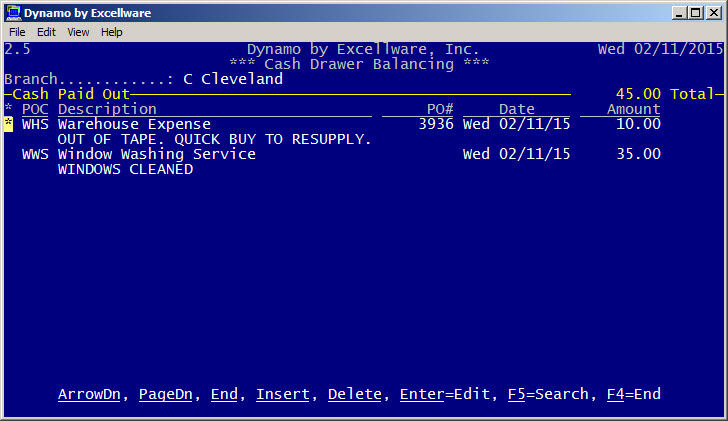 Dynamo by Excellware
File Edit View Help
2.5 Dynamo by Excellware, Inc. Wed 02/11/2015
*** Cash Drawer Balancing ***
Branch............: C Cleveland
Cash Paid Out 45.00 Total
* POC Description PO# Date Amount
* WHS Warehouse Expense 3936 Wed 02/11/15 10.00
OUT OF TAPE. QUICK BUY TO RESUPPLY.
WWS Window Washing Service Wed 02/11/15 35.00
WINDOWS CLEANED
ArrowDn, PageDn, End, Insert, Delete, Enter=Edit, F5=Search, F4=End